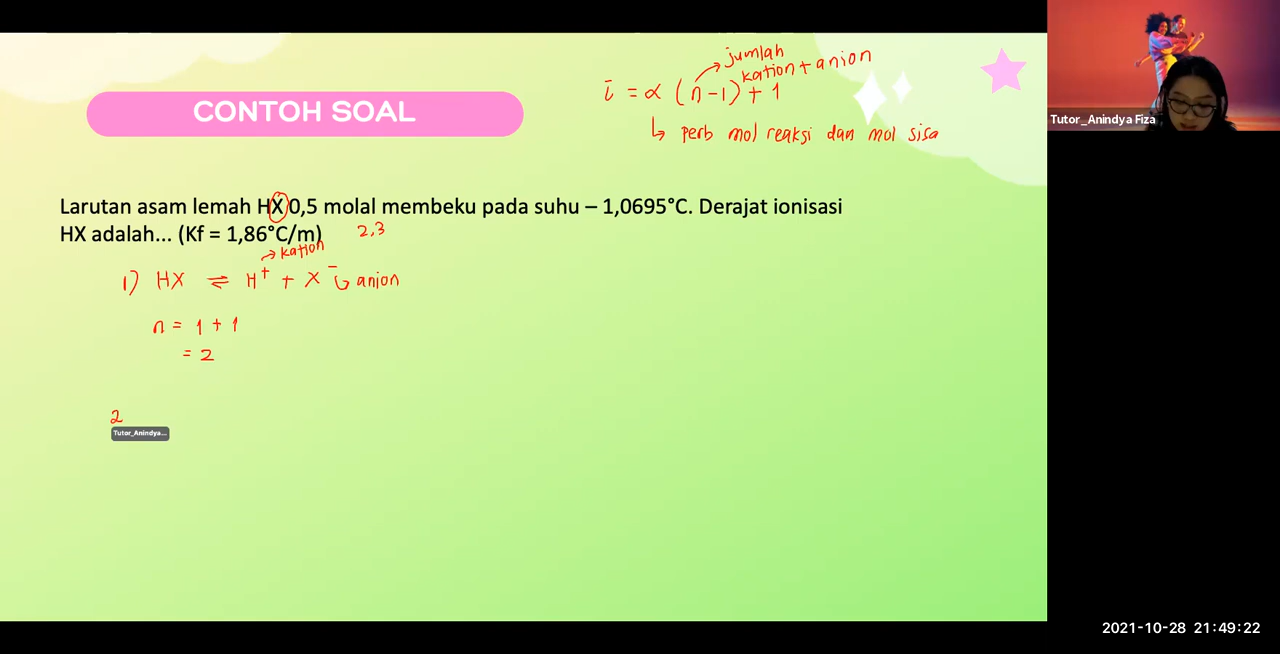 jumlah
kation + anion
i = α (n-1) + 1
↳ perb mol reaksi dan mol sisa
CONTOH SOAL
Tutor_Anindya Fiza
Larutan asam lemah HX 0,5 molal membeku pada suhu – 1,0695°C. Derajat ionisasi
HX adalah... (Kf = 1,86°C/m) 2,3
→ kation
1) HX ⇌ H⁺ + X⁻ ↳ anion
n = 1 + 1
= 2
2
Tutor_Anindya...
2021-10-28 21:49:22